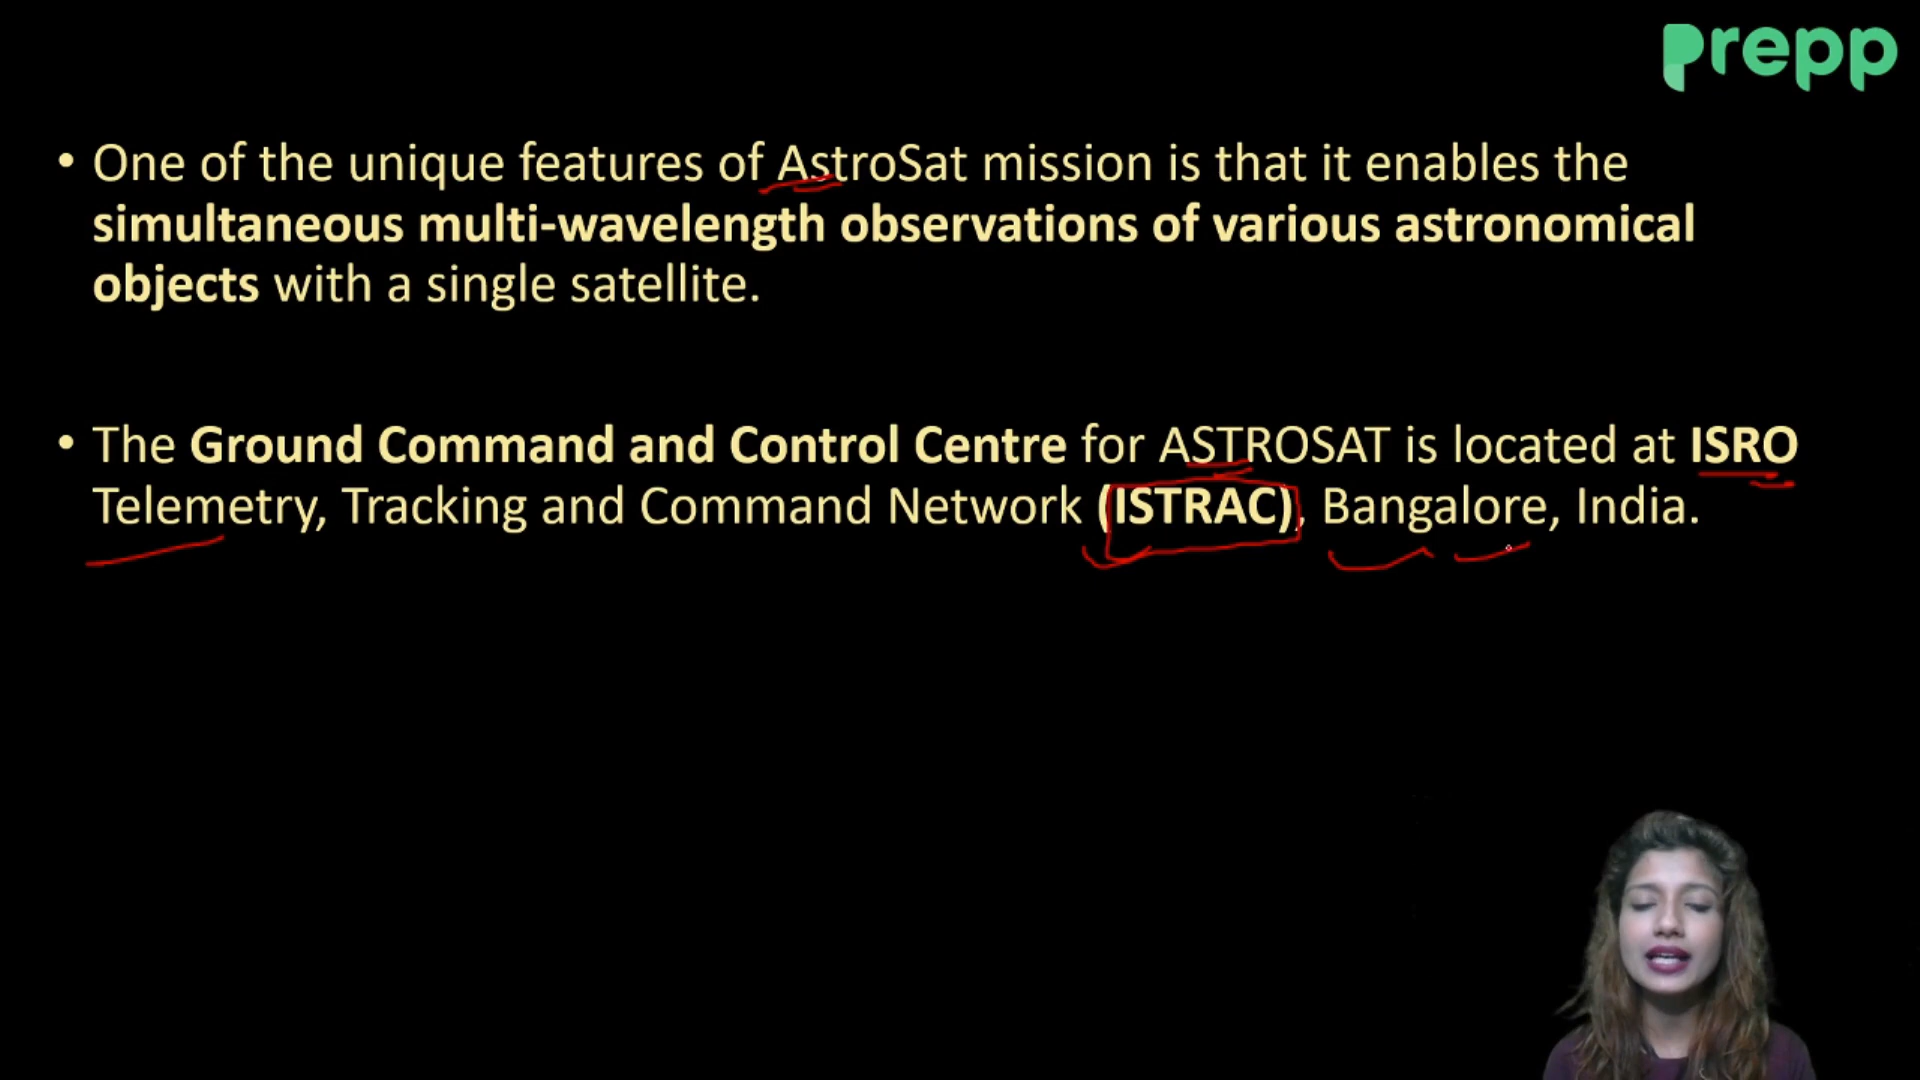 prepp
• One of the unique features of AstroSat mission is that it enables the
simultaneous multi-wavelength observations of various astronomical
objects with a single satellite.
• The Ground Command and Control Centre for ASTROSAT is located at ISRO
Telemetry, Tracking and Command Network (ISTRAC), Bangalore, India.